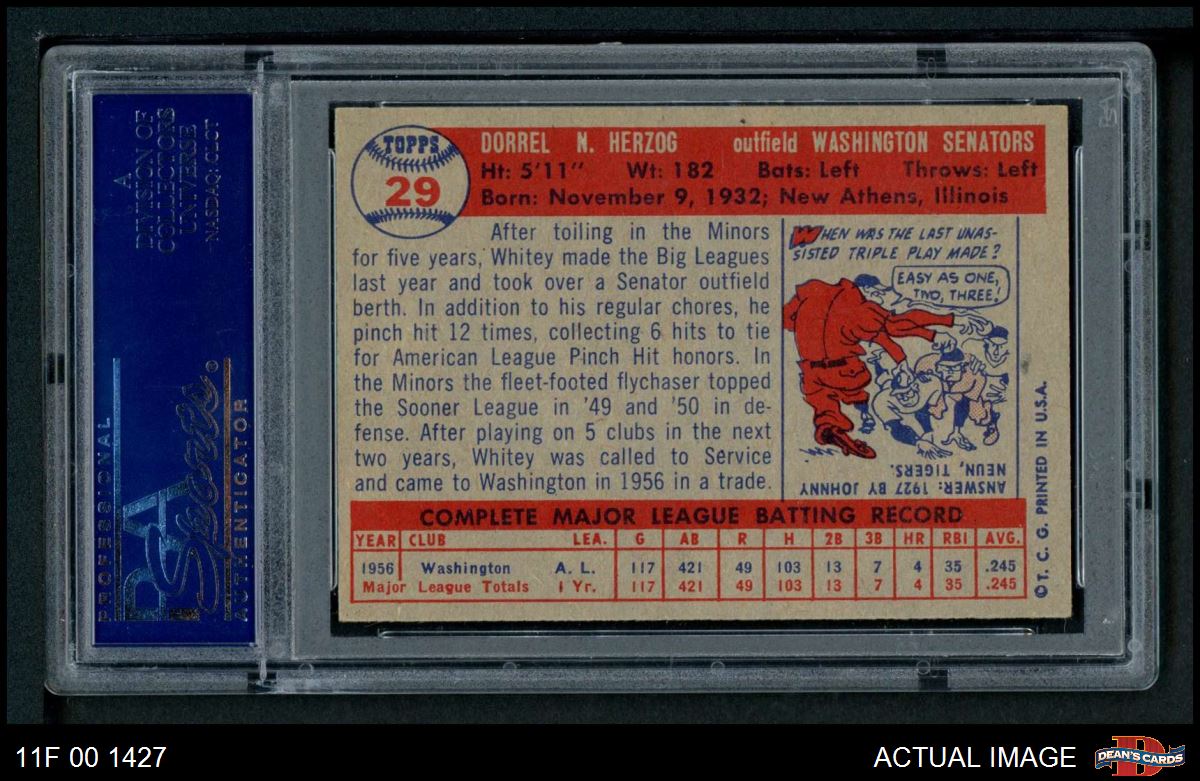 A
DIVISION OF
COLLECTORS
UNIVERSE
NASDAQ: CLCT
PROFESSIONAL
PSA
Sports®
AUTHENTICATOR
PSA
TOPPS
29
DORREL N. HERZOG outfield WASHINGTON SENATORS
Ht: 5'11" Wt: 182 Bats: Left Throws: Left
Born: November 9, 1932; New Athens, Illinois
After toiling in the Minors
for five years, Whitey made the Big Leagues
last year and took over a Senator outfield
berth. In addition to his regular chores, he
pinch hit 12 times, collecting 6 hits to tie
for American League Pinch Hit honors. In
the Minors the fleet-footed flychaser topped
the Sooner League in '49 and '50 in de-
fense. After playing on 5 clubs in the next
two years, Whitey was called to Service
and came to Washington in 1956 in a trade.
WHEN WAS THE LAST UNAS-
SISTED TRIPLE PLAY MADE?
EASY AS ONE,
TWO, THREE!
ANSWER: 1927 BY JOHNNY
NEUN, TIGERS.
© T. C. G. PRINTED IN U.S.A.
COMPLETE MAJOR LEAGUE BATTING RECORD
YEAR CLUB LEA. G AB R H 2B 3B HR RBI AVG.
1956 Washington A. L. 117 421 49 103 13 7 4 35 .245
Major League Totals 1 Yr. 117 421 49 103 13 7 4 35 .245
11F 00 1427
ACTUAL IMAGE
D
DEAN'S CARDS